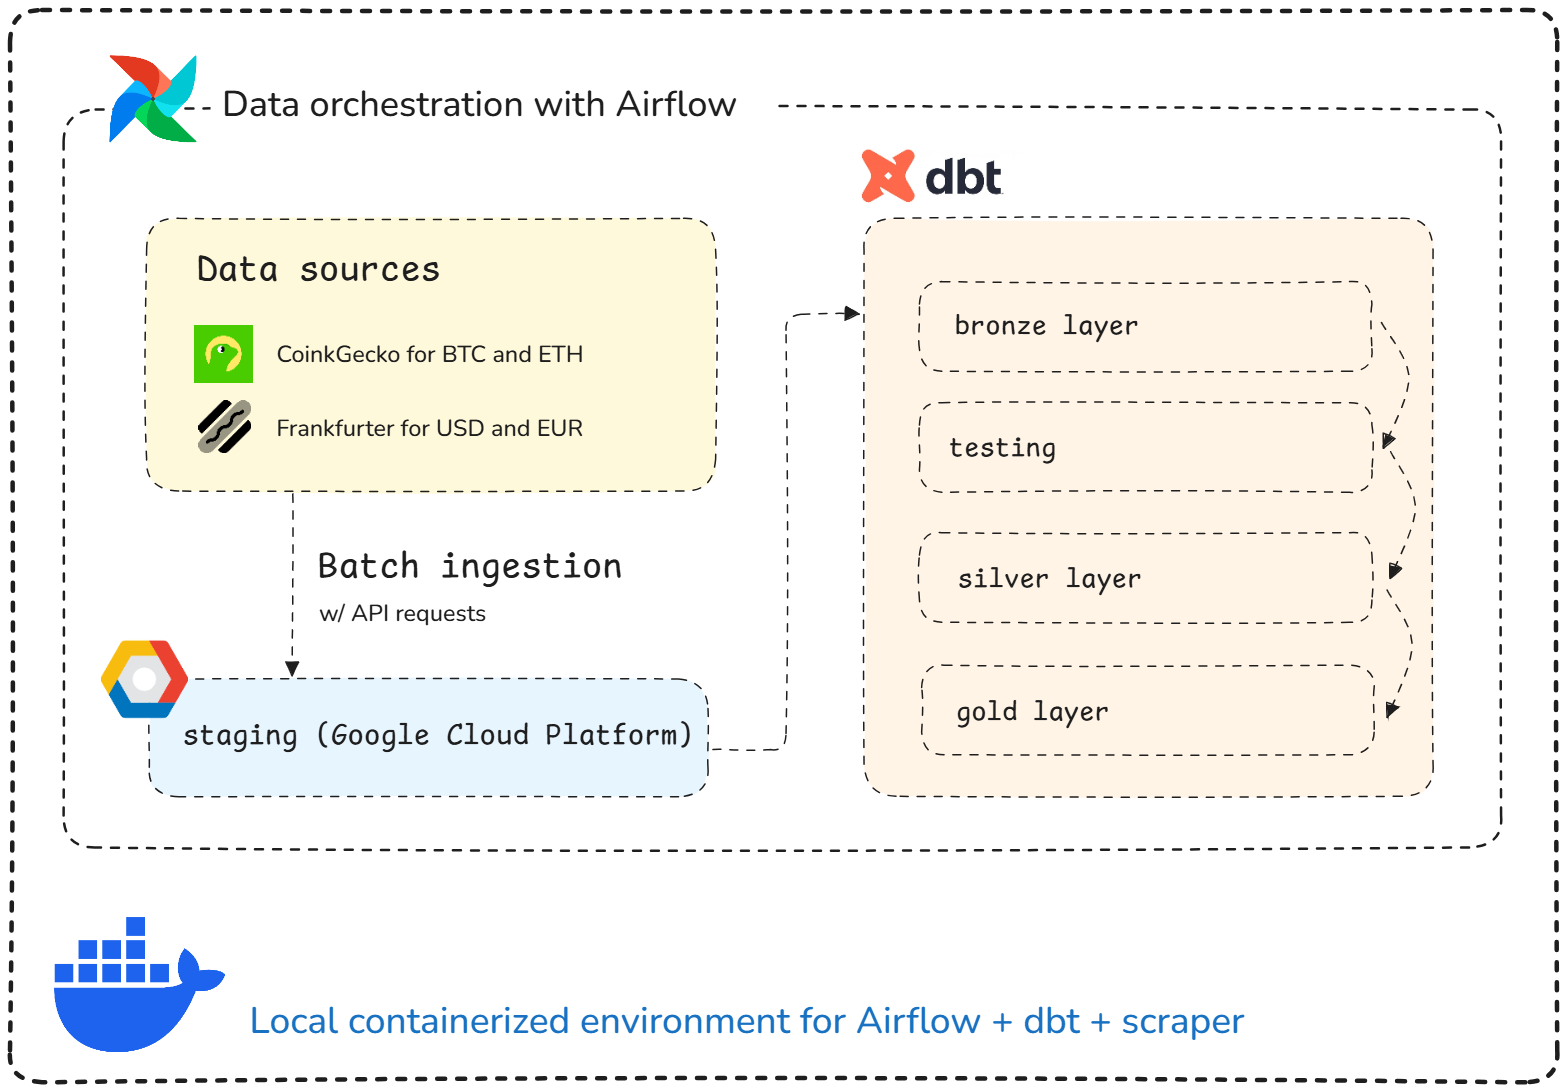 Data orchestration with Airflow
dbt
Data sources
CoinkGecko for BTC and ETH
Frankfurter for USD and EUR
Batch ingestion
w/ API requests
staging (Google Cloud Platform)
bronze layer
testing
silver layer
gold layer
Local containerized environment for Airflow + dbt + scraper